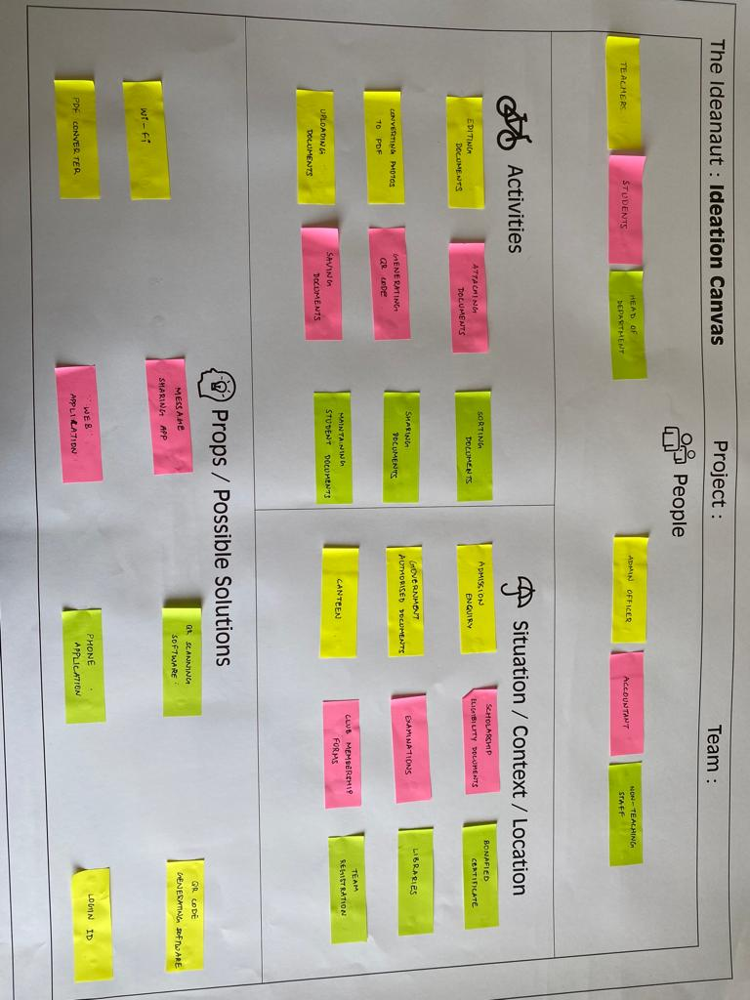 The Ideanaut : Ideation Canvas
Project :
Team :
People
TEACHERS
STUDENTS
HEAD OF
DEPARTMENT
ADMIN OFFICER
ACCOUNTANT
NON-TEACHING
STAFF
Activities
EDITING
DOCUMENTS
ATTACHING
DOCUMENTS
SORTING
DOCUMENTS
CONVERTING PHOTOS
TO PDF
GENERATING
QR CODE
SHARING
DOCUMENTS
UPLOADING
DOCUMENTS
SAVING
DOCUMENTS
MAINTAINING
STUDENT DOCUMENTS
Situation / Context / Location
ADMISSION
ENQUIRY
SCHOLARSHIP
ELIGIBILITY DOCUMENTS
BONAFIED
CERTIFICATE
GOVERNMENT
AUTHORISED DOCUMENTS
EXAMINATIONS
LIBRARIES
CANTEEN
CLUB MEMBERSHIP
FORMS
TEAM
REGISTRATION
Props / Possible Solutions
Wi-Fi
MESSAGE
SHARING APP
QR SCANNING
SOFTWARE
QR CODE
GENERATING SOFTWARE
PDF CONVERTER
WEB
APPLICATION
PHONE
APPLICATION
LOGIN ID